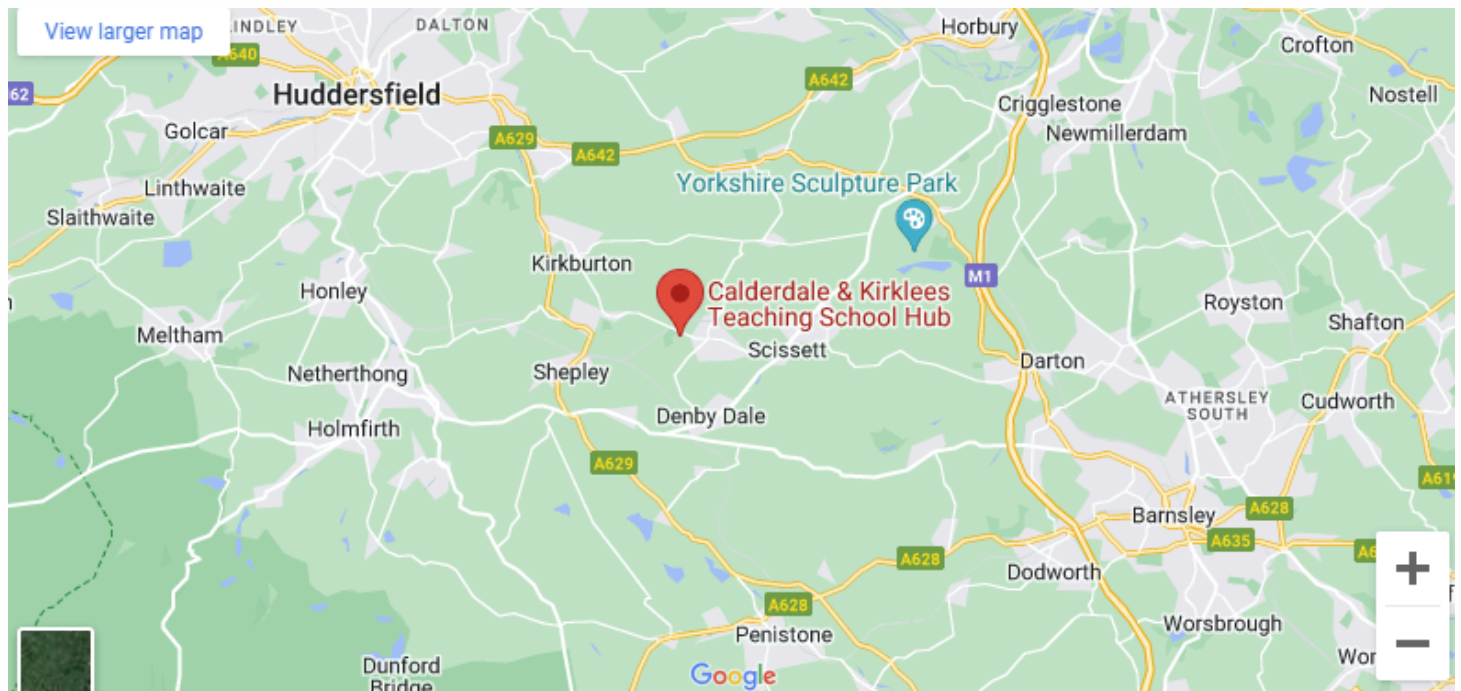 View larger map
DALTON
Horbury
Crofton
A640
62
Huddersfield
A642
Nostell
Crigglestone
Golcar
A629
A642
Newmillerdam
Linthwaite
Yorkshire Sculpture Park
Slaithwaite
Kirkburton
M1
Honley
Calderdale & Kirklees
Teaching School Hub
Royston
Shafton
Meltham
Scissett
Netherthong
Shepley
Darton
ATHERSLEY
SOUTH
Cudworth
Holmfirth
Denby Dale
A629
A628
Barnsley
A635
A628
Dodworth
A628
Penistone
Worsbrough
Dunford
Bridge
Google
+
−